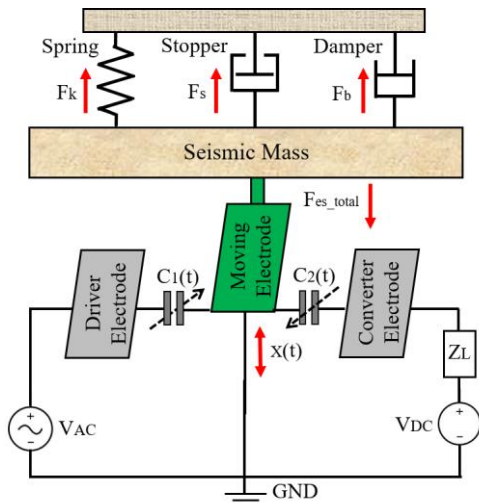 Spring
Stopper
Damper
Fk
Fs
Fb
Seismic Mass
Fes_total
Driver
Electrode
C1(t)
Moving
Electrode
C2(t)
Converter
Electrode
X(t)
ZL
+
VAC
−
+
VDC
−
GND